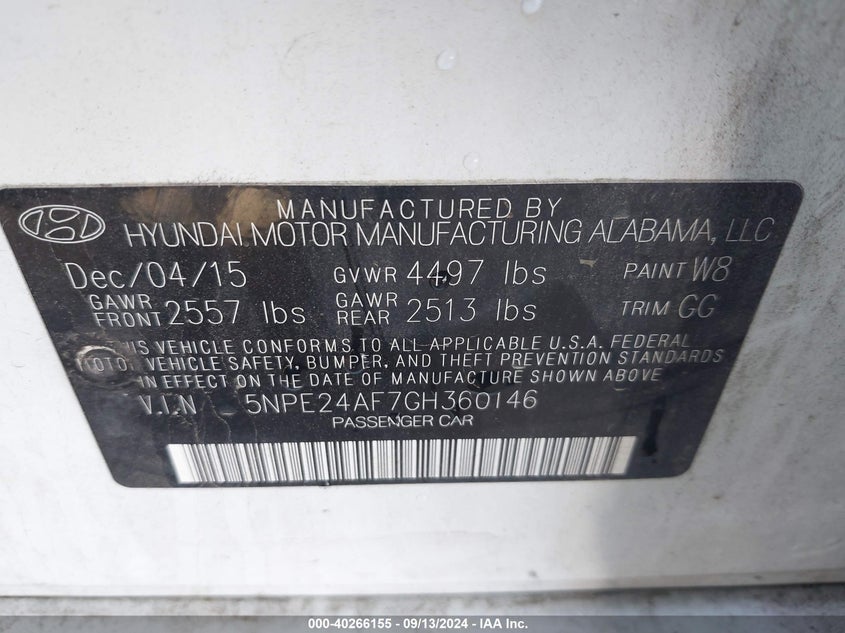 MANUFACTURED BY
HYUNDAI MOTOR MANUFACTURING ALABAMA, LLC
Dec/04/15 GVWR 4497 lbs PAINT W8
GAWR FRONT 2557 lbs GAWR REAR 2513 lbs TRIM GG
VEHICLE CONFORMS TO ALL APPLICABLE U.S.A. FEDERAL
VEHICLE SAFETY, BUMPER, AND THEFT PREVENTION STANDARDS
IN EFFECT ON THE DATE OF MANUFACTURE SHOWN ABOVE
V.I.N 5NPE24AF7GH360146
PASSENGER CAR
000-40266155 - 09/13/2024 - IAA Inc.